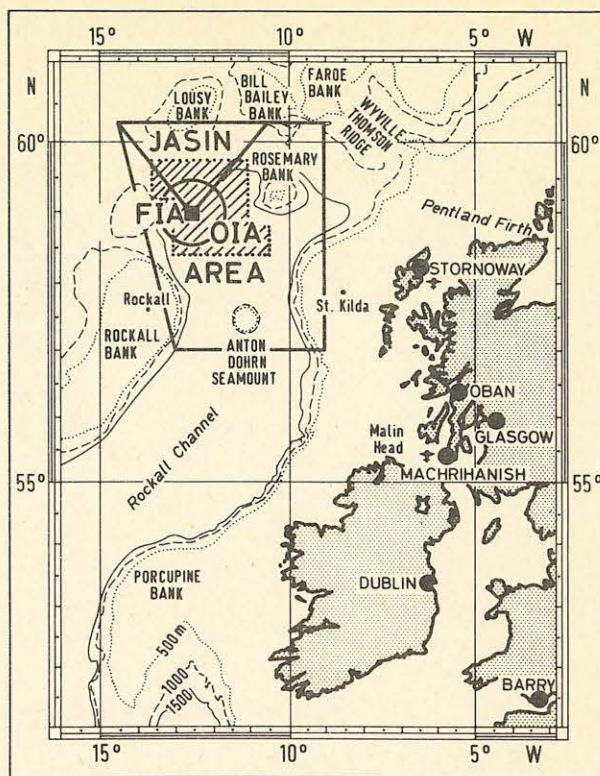 15° 10° 5° W
N N
LOUSY BANK
BILL BAILEY BANK
FAROE BANK
WYVILLE THOMSON RIDGE
60° 60°
JASIN
ROSEMARY BANK
FIA
OIA
AREA
Pentland Firth
STORNOWAY
Rockall
St. Kilda
ROCKALL BANK
ANTON DOHRN SEAMOUNT
OBAN
GLASGOW
Malin Head
MACHRIHANISH
Rockall Channel
55° 55°
PORCUPINE BANK
DUBLIN
500m
1000
1500
BARRY
15° 10° 5° W